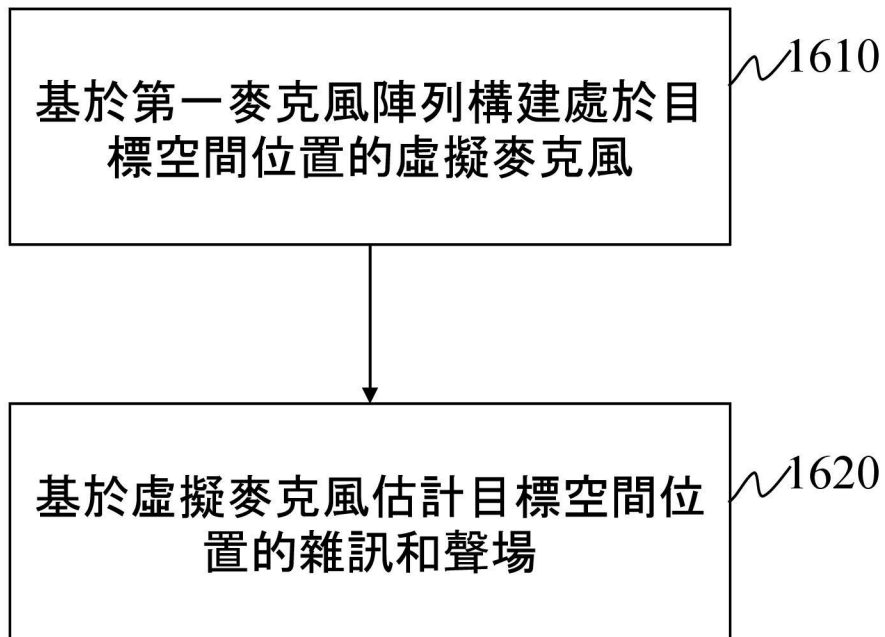 1610
基於第一麥克風陣列構建處於目
標空間位置的虛擬麥克風
1620
基於虛擬麥克風估計目標空間位
置的雜訊和聲場